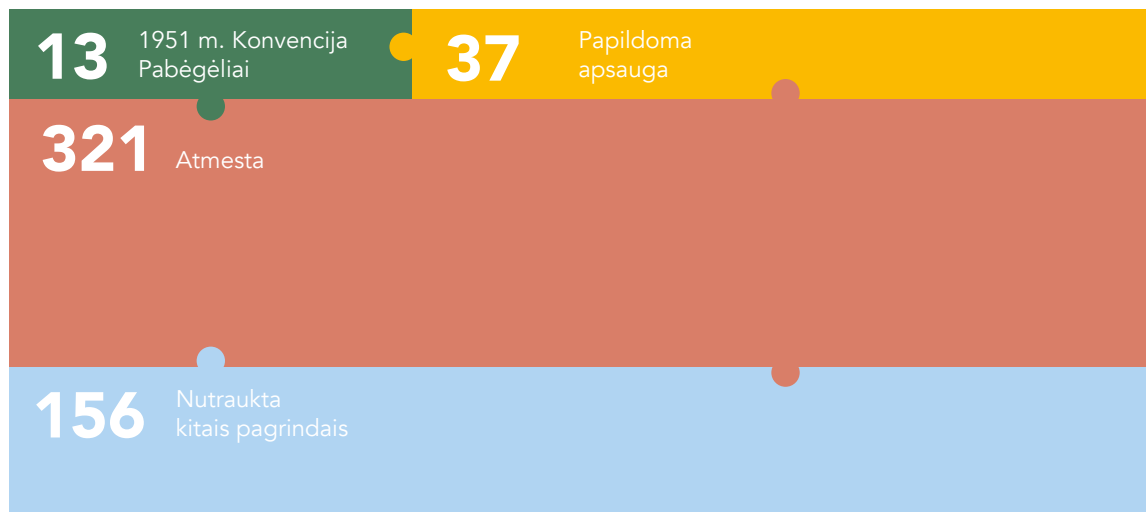 13
1951 m. Konvencija
Pabėgėliai
37
Papildoma
apsauga
321
Atmesta
156
Nutraukta
kitais pagrindais